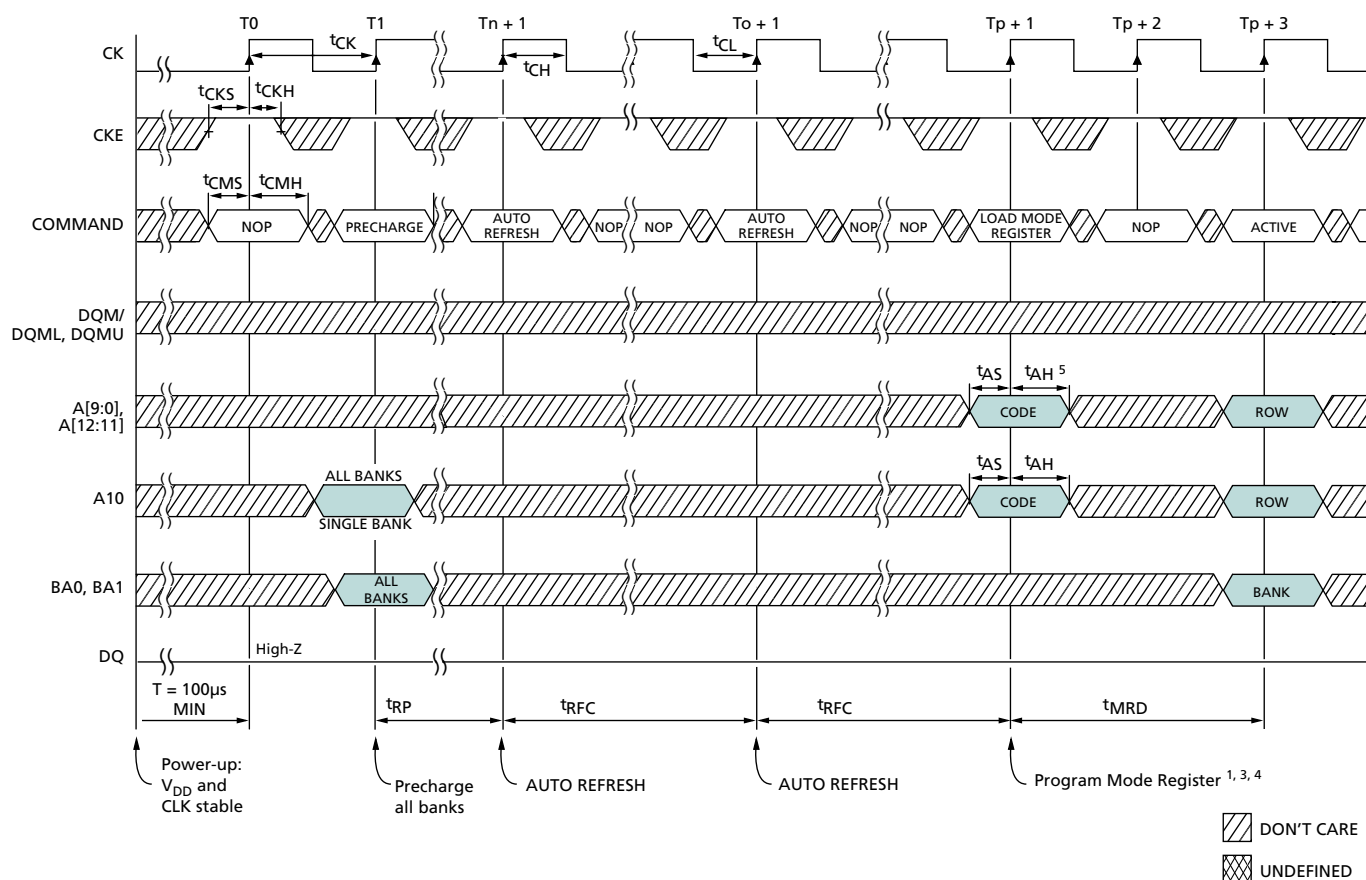 T0 T1 Tn + 1 To + 1 Tp + 1 Tp + 2 Tp + 3
CK
tCK
tCH
tCL
tCKS
tCKH
CKE
tCMS
tCMH
COMMAND
NOP
PRECHARGE
AUTO
REFRESH
NOP
NOP
AUTO
REFRESH
NOP
NOP
LOAD MODE
REGISTER
NOP
ACTIVE
DQM/
DQML, DQMU
tAS
tAH 5
A[9:0],
A[12:11]
CODE
ROW
ALL BANKS
tAS
tAH
A10
CODE
ROW
SINGLE BANK
BA0, BA1
ALL
BANKS
BANK
DQ
High-Z
T = 100µs
MIN
tRP
tRFC
tRFC
tMRD
Power-up:
VDD and
CLK stable
Precharge
all banks
AUTO REFRESH
AUTO REFRESH
Program Mode Register 1, 3, 4
DON'T CARE
UNDEFINED